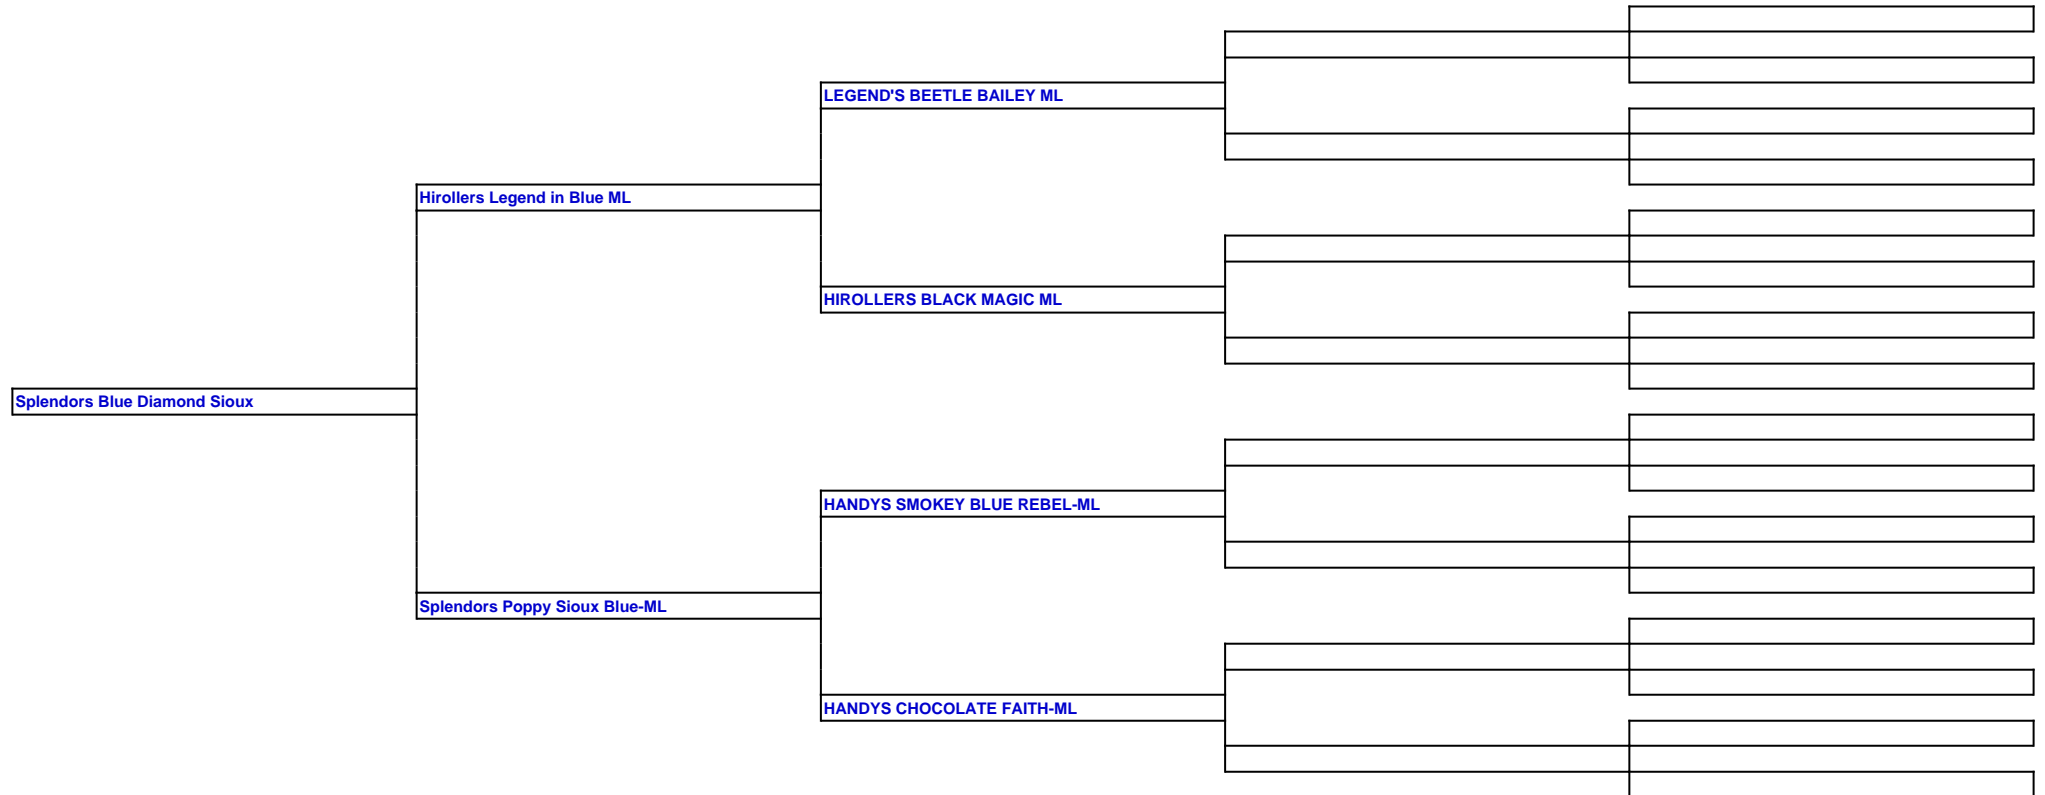 LEGEND'S BEETLE BAILEY ML
Hirollers Legend in Blue ML
HIROLLERS BLACK MAGIC ML
Splendors Blue Diamond Sioux
HANDYS SMOKEY BLUE REBEL-ML
Splendors Poppy Sioux Blue-ML
HANDYS CHOCOLATE FAITH-ML